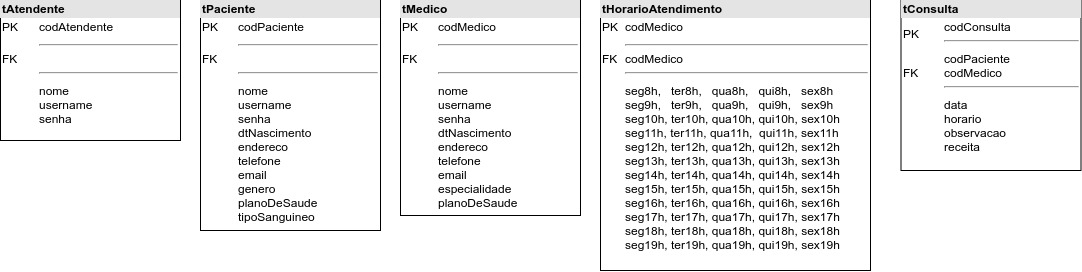 tAtendente
PK codAtendente
FK
nome
username
senha
tPaciente
PK codPaciente
FK
nome
username
senha
dtNascimento
endereco
telefone
email
genero
planoDeSaude
tipoSanguineo
tMedico
PK codMedico
FK
nome
username
senha
dtNascimento
endereco
telefone
email
especialidade
planoDeSaude
tHorarioAtendimento
PK codMedico
FK codMedico
seg8h, ter8h, qua8h, qui8h, sex8h
seg9h, ter9h, qua9h, qui9h, sex9h
seg10h, ter10h, qua10h, qui10h, sex10h
seg11h, ter11h, qua11h, qui11h, sex11h
seg12h, ter12h, qua12h, qui12h, sex12h
seg13h, ter13h, qua13h, qui13h, sex13h
seg14h, ter14h, qua14h, qui14h, sex14h
seg15h, ter15h, qua15h, qui15h, sex15h
seg16h, ter16h, qua16h, qui16h, sex16h
seg17h, ter17h, qua17h, qui17h, sex17h
seg18h, ter18h, qua18h, qui18h, sex18h
seg19h, ter19h, qua19h, qui19h, sex19h
tConsulta
PK codConsulta
codPaciente
FK codMedico
data
horario
observacao
receita